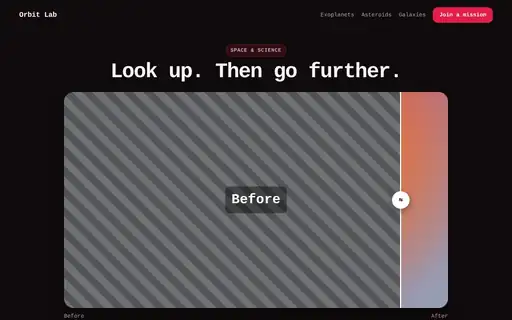 Orbit Lab
Exoplanets Asteroids Galaxies Join a mission
SPACE & SCIENCE
Look up. Then go further.
Before
Before After